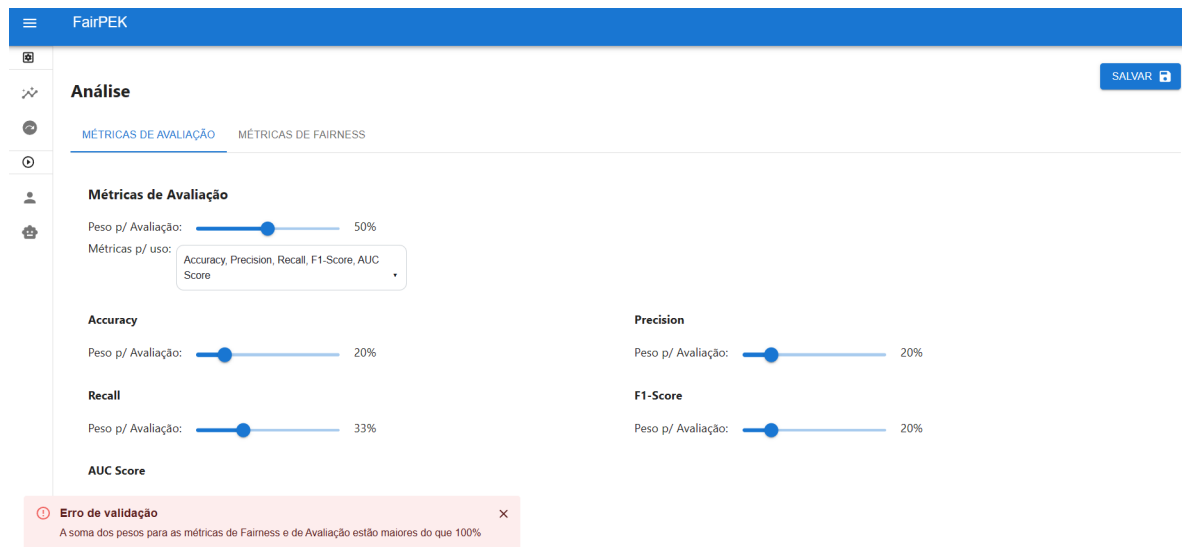 FairPEK
SALVAR
Análise
MÉTRICAS DE AVALIAÇÃO MÉTRICAS DE FAIRNESS
Métricas de Avaliação
Peso p/ Avaliação: 50%
Métricas p/ uso:
Accuracy, Precision, Recall, F1-Score, AUC
Score
Accuracy Precision
Peso p/ Avaliação: 20% Peso p/ Avaliação: 20%
Recall F1-Score
Peso p/ Avaliação: 33% Peso p/ Avaliação: 20%
AUC Score
Erro de validação
A soma dos pesos para as métricas de Fairness e de Avaliação estão maiores do que 100%